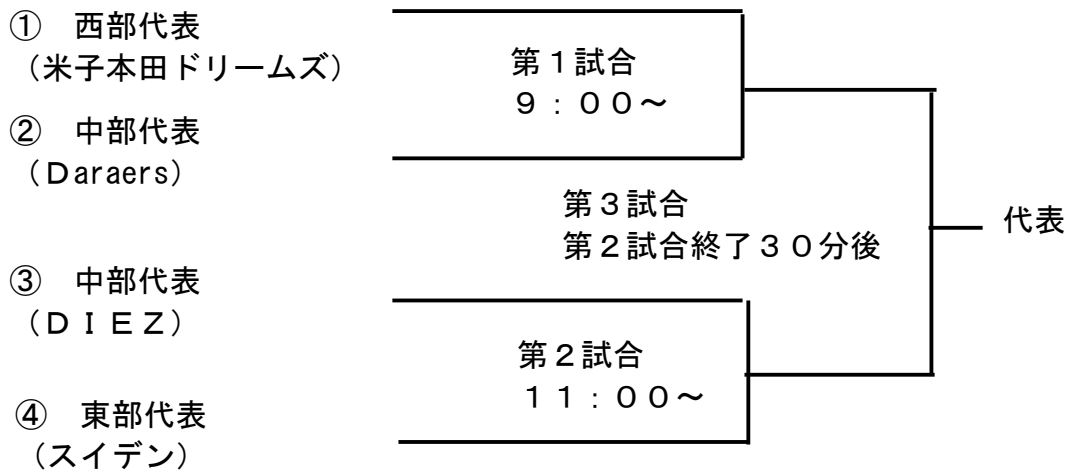 ① 西部代表
（米子本田ドリームズ）
第１試合
９：００～
② 中部代表
（Ｄaraers）
第３試合
第２試合終了３０分後
代表
③ 中部代表
（ＤＩＥＺ）
第２試合
１１：００～
④ 東部代表
（スイデン）